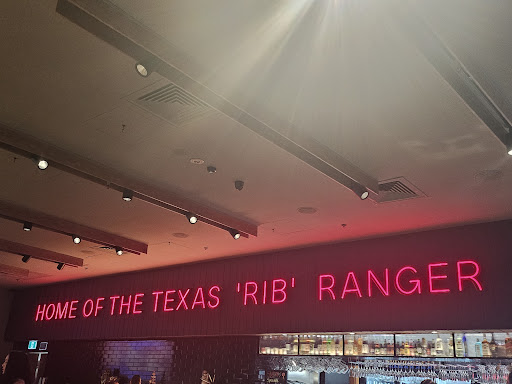 HOME OF THE TEXAS 'RIB' RANGER